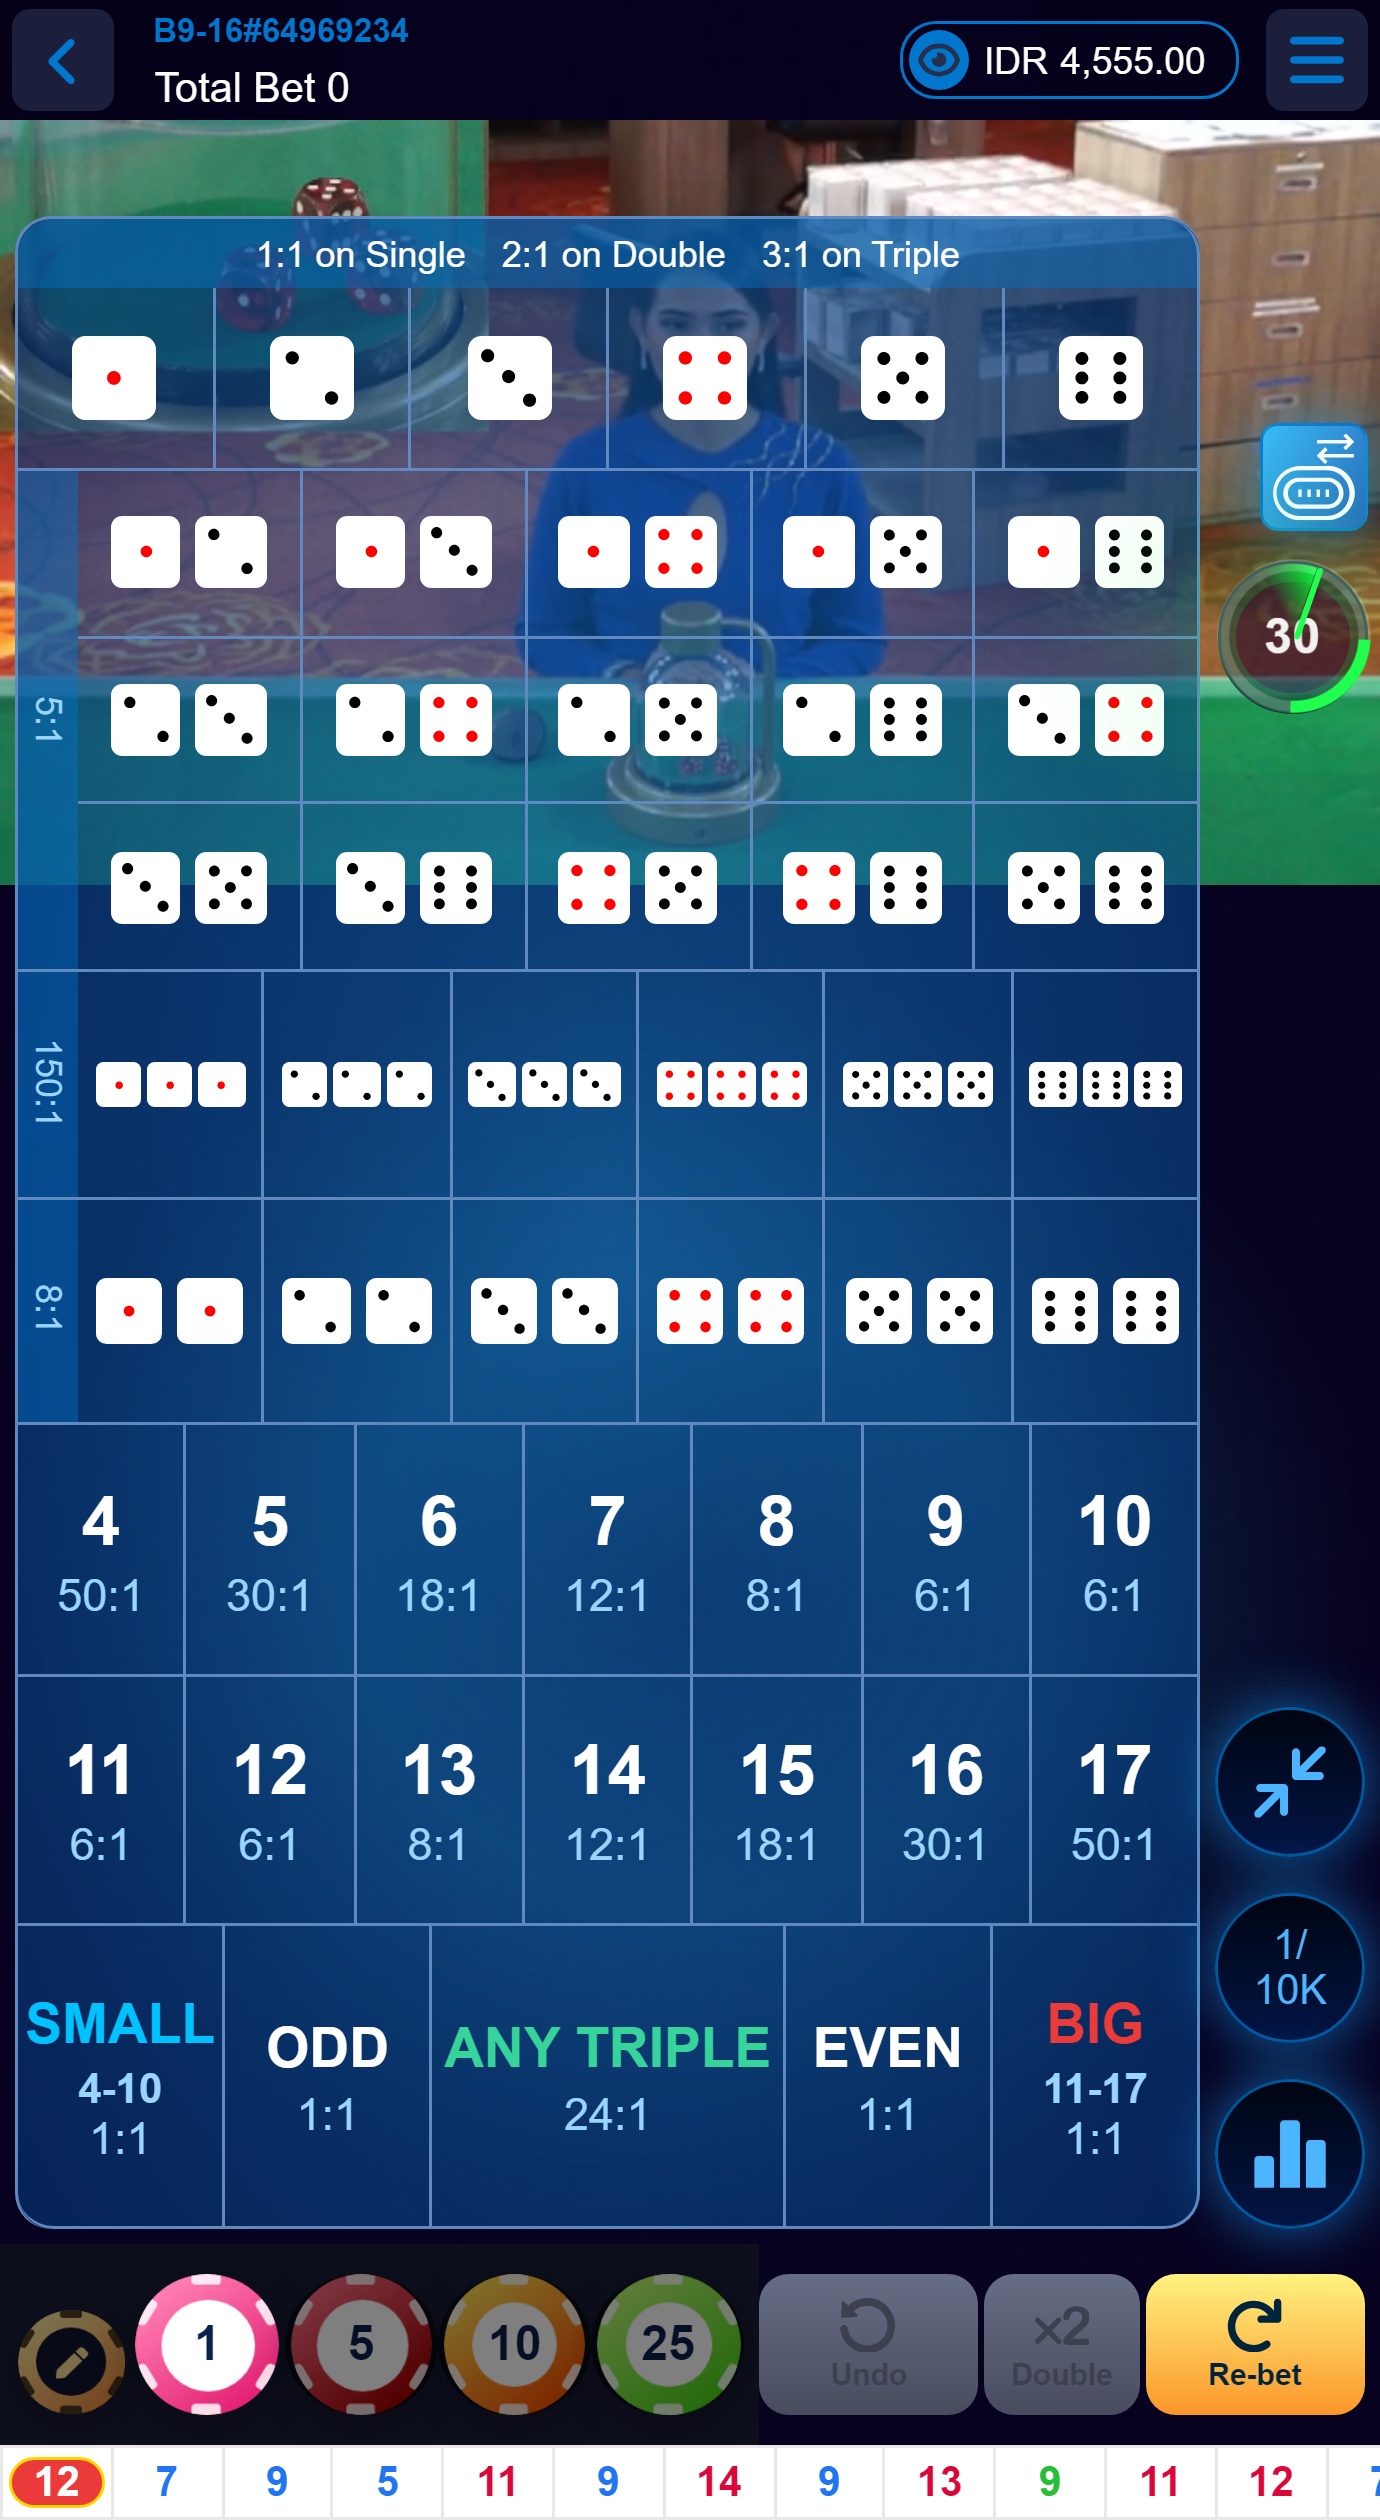 B9-16#64969234
Total Bet 0
IDR 4,555.00
1:1 on Single 2:1 on Double 3:1 on Triple
30
5:1
150:1
8:1
4 5 6 7 8 9 10
50:1 30:1 18:1 12:1 8:1 6:1 6:1
11 12 13 14 15 16 17
6:1 6:1 8:1 12:1 18:1 30:1 50:1
SMALL
4-10
1:1
ODD
1:1
ANY TRIPLE
24:1
EVEN
1:1
BIG
11-17
1:1
1/
10K
1 5 10 25
Undo
x2
Double
Re-bet
12 7 9 5 11 9 14 9 13 9 11 12